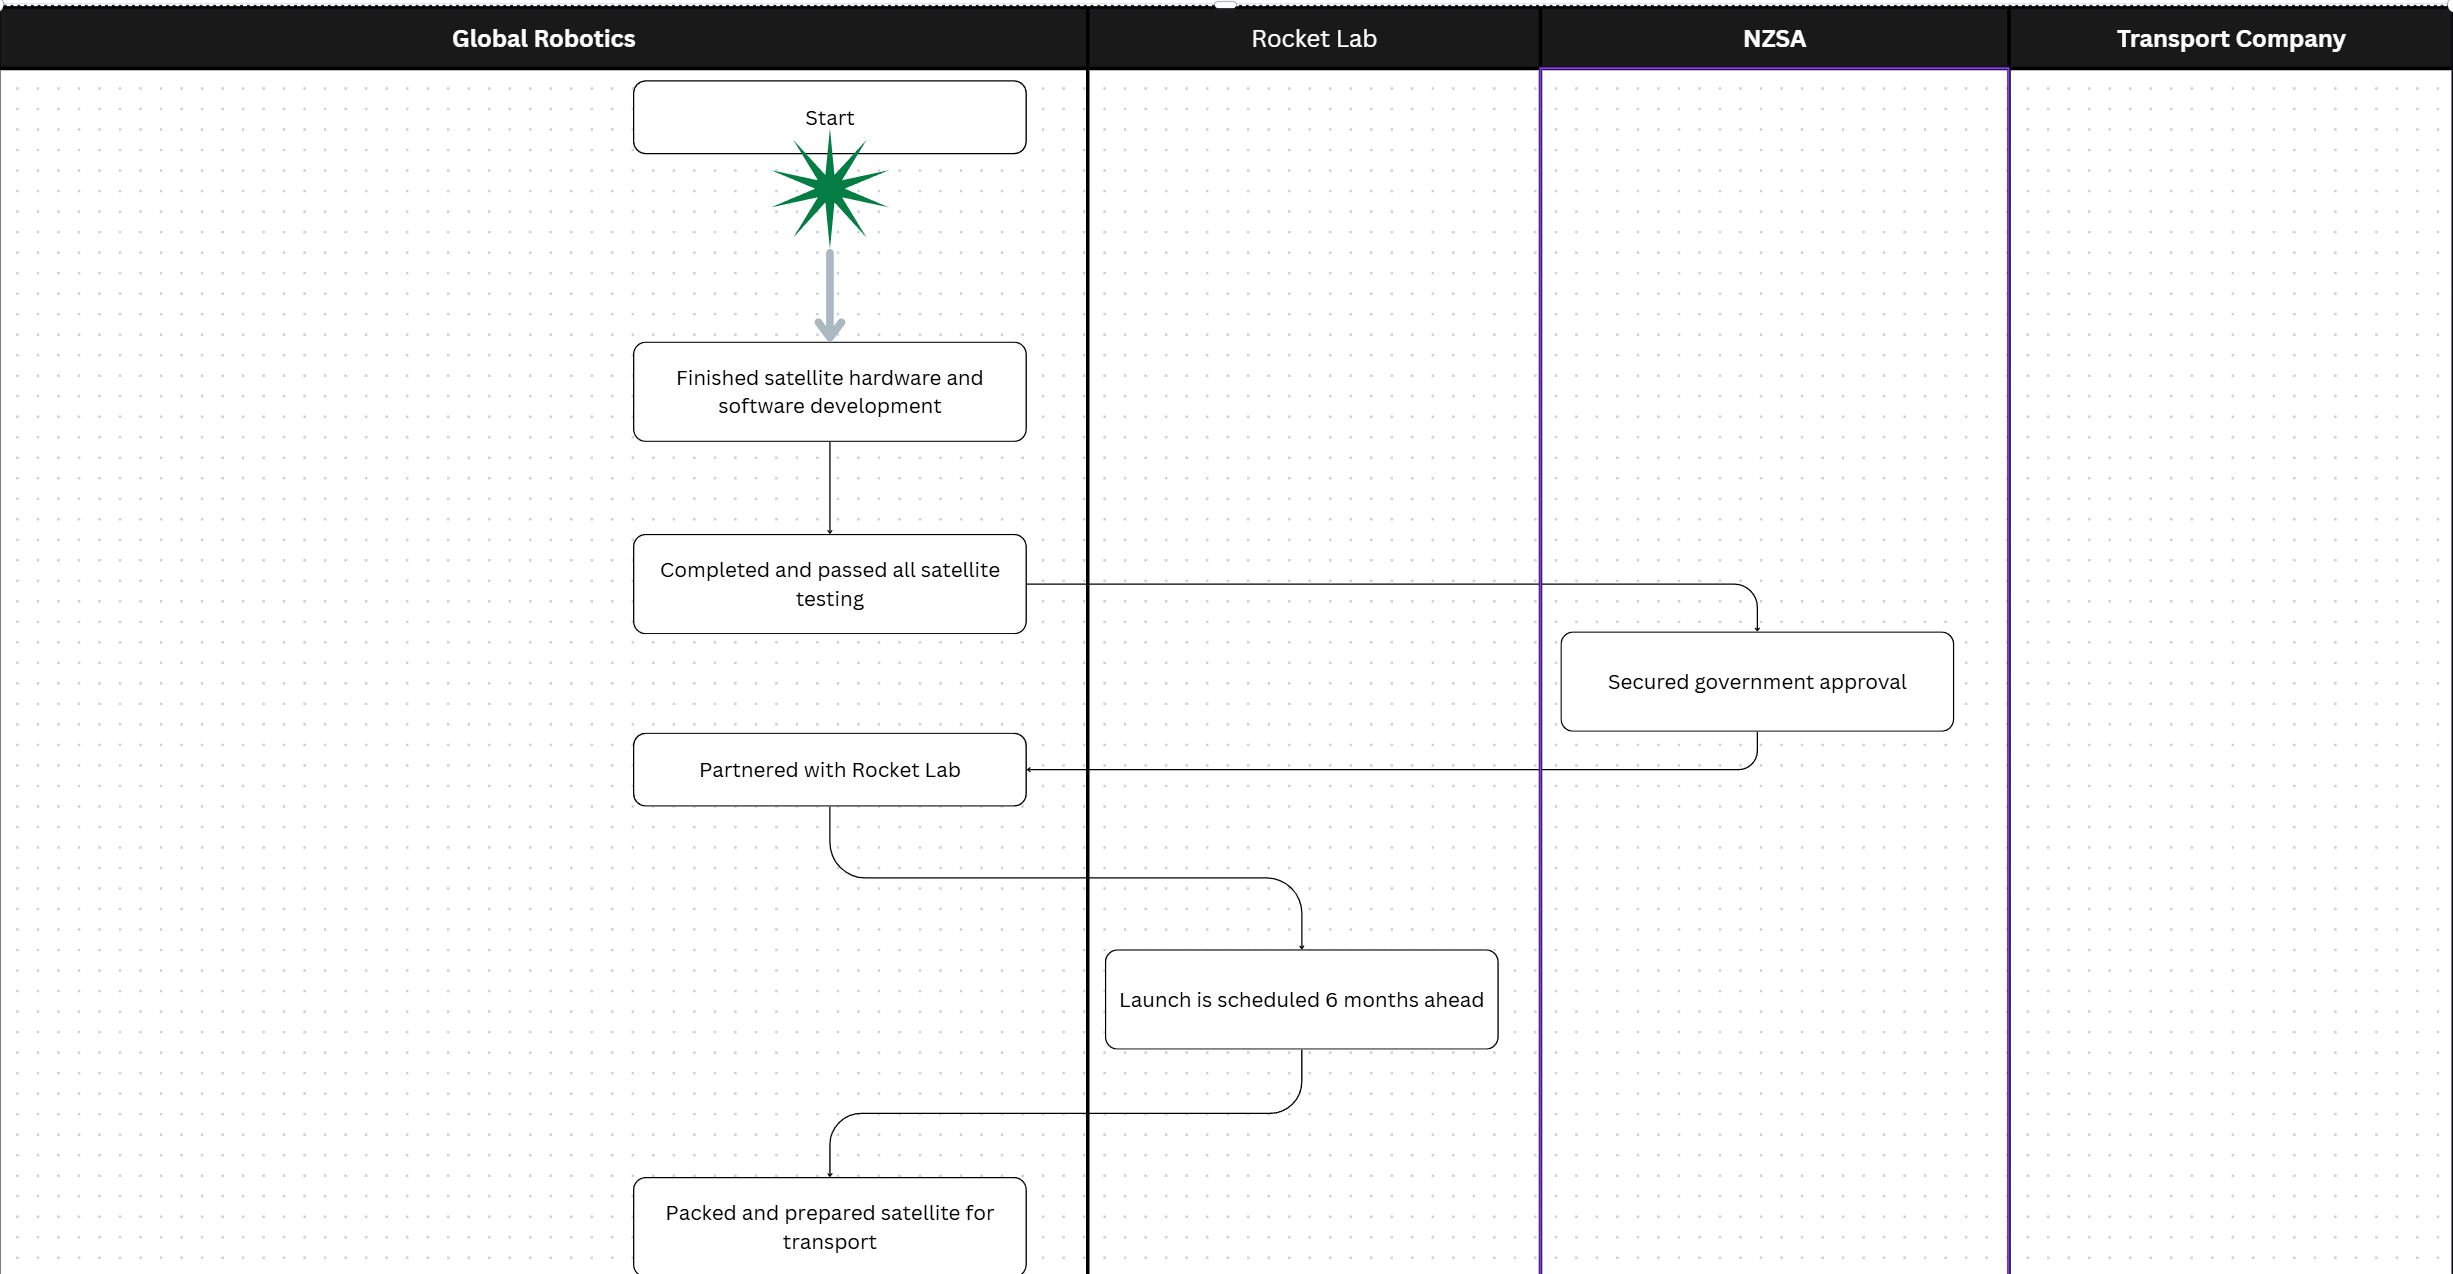 Global Robotics
Rocket Lab
NZSA
Transport Company
Start
Finished satellite hardware and
software development
Completed and passed all satellite
testing
Secured government approval
Partnered with Rocket Lab
Launch is scheduled 6 months ahead
Packed and prepared satellite for
transport